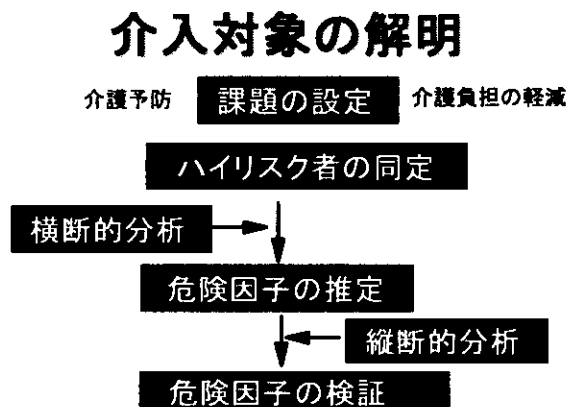 介入対象の解明
介護予防 課題の設定 介護負担の軽減
ハイリスク者の同定
横断的分析
危険因子の推定
縦断的分析
危険因子の検証